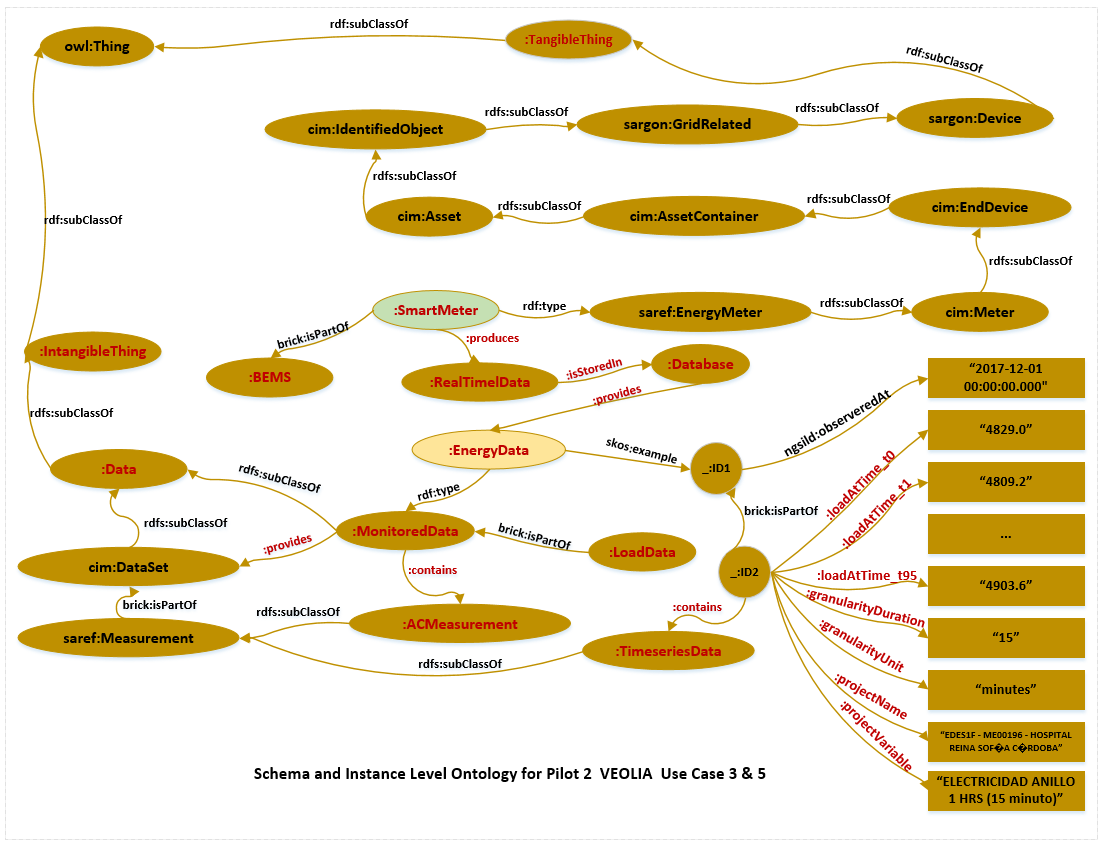 rdf:subClassOf
owl:Thing
:TangibleThing
rdf:subClassOf
cim:IdentifiedObject
rdfs:subClassOf
sargon:GridRelated
rdfs:subClassOf
sargon:Device
rdfs:subClassOf
cim:Asset
rdfs:subClassOf
cim:AssetContainer
rdfs:subClassOf
cim:EndDevice
rdf:subClassOf
rdfs:subClassOf
:SmartMeter
rdf:type
saref:EnergyMeter
rdfs:subClassOf
cim:Meter
brick:isPartOf
:produces
:IntangibleThing
:BEMS
:RealTimelData
:isStoredIn
:Database
:provides
"2017-12-01
00:00:00.000"
rdfs:subClassOf
ngsild:observeredAt
"4829.0"
:EnergyData
skos:example
_:ID1
:Data
rdfs:subClassOf
rdf:type
:loadAtTime_t0
:loadAtTime_t1
"4809.2"
brick:isPartOf
rdfs:subClassOf
:MonitoredData
brick:isPartOf
:LoadData
...
:provides
cim:DataSet
:contains
_:ID2
:loadAtTime_t95
"4903.6"
brick:isPartOf
rdfs:subClassOf
:contains
:granularityDuration
:ACMeasurement
saref:Measurement
"15"
:granularityUnit
:TimeseriesData
rdfs:subClassOf
"minutes"
:projectName
:projectVariable
"EDES1F - ME00196 - HOSPITAL
REINA SOF�A C�RDOBA"
Schema and Instance Level Ontology for Pilot 2 VEOLIA Use Case 3 & 5
"ELECTRICIDAD ANILLO
1 HRS (15 minuto)"